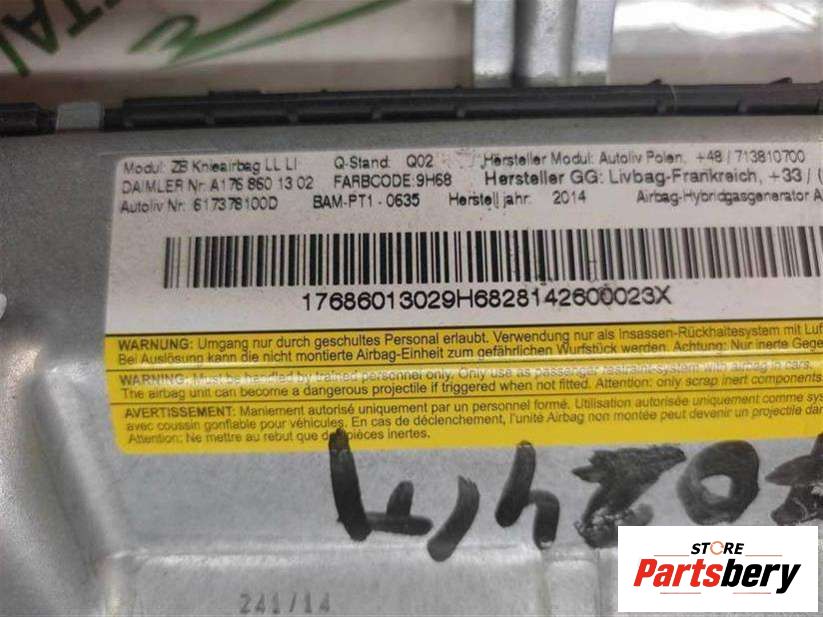 Modul: ZB Knieairbag LL LI Q-Stand: Q02 Hersteller Modul: Autoliv Polen, +48 / 713810700
DAIMLER Nr: A176 860 13 02 FARBCODE:9H68 Hersteller GG: Livbag-Frankreich, +33 / (
Autoliv Nr: 617378100D BAM-PT1 - 0635 Herstelljahr: 2014 Airbag-Hybridgasgenerator A
17686013029H6828142600023X
WARNUNG: Umgang nur durch geschultes Personal erlaubt. Verwendung nur als Insassen-Rückhaltesystem mit Luf
Bei Auslösung kann die nicht montierte Airbag-Einheit zum gefährlichen Wurfstück werden. Achtung: Nur inerte Gege
WARNING: Must be handled by trained personnel only. Only use as passenger restraint system with airbag in cars.
The airbag unit can become a dangerous projectile if triggered when not fitted. Attention: only scrap inert components
AVERTISSEMENT: Maniement autorisé uniquement par un personnel formé. Utilisation autorisée uniquement comme sys
avec coussin gonflable pour véhicules. En cas de déclenchement, l'unité Airbag non montée peut devenir un projectile dan
Attention: Ne mettre au rebut que des pièces inertes.
241/14
STORE
Partsbery